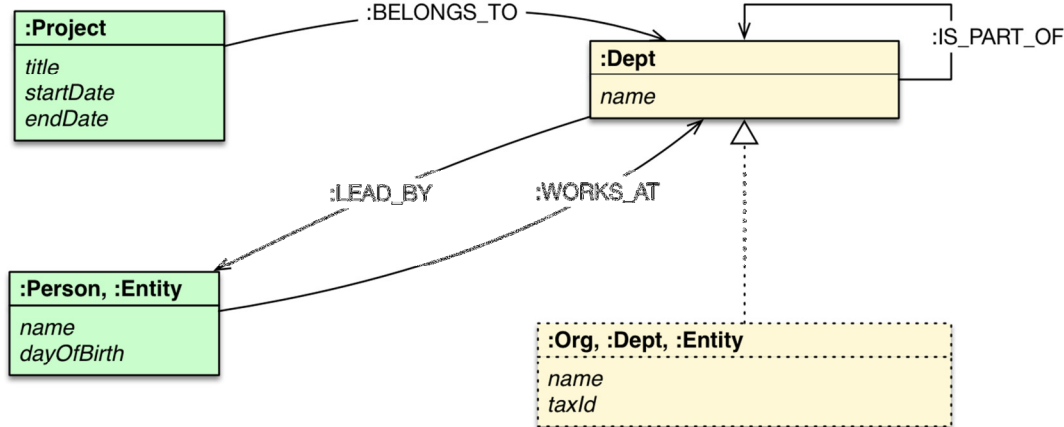 :BELONGS_TO
:Project
title
startDate
endDate
:IS_PART_OF
:Dept
name
:LEAD_BY
:WORKS_AT
:Person, :Entity
name
dayOfBirth
:Org, :Dept, :Entity
name
taxId